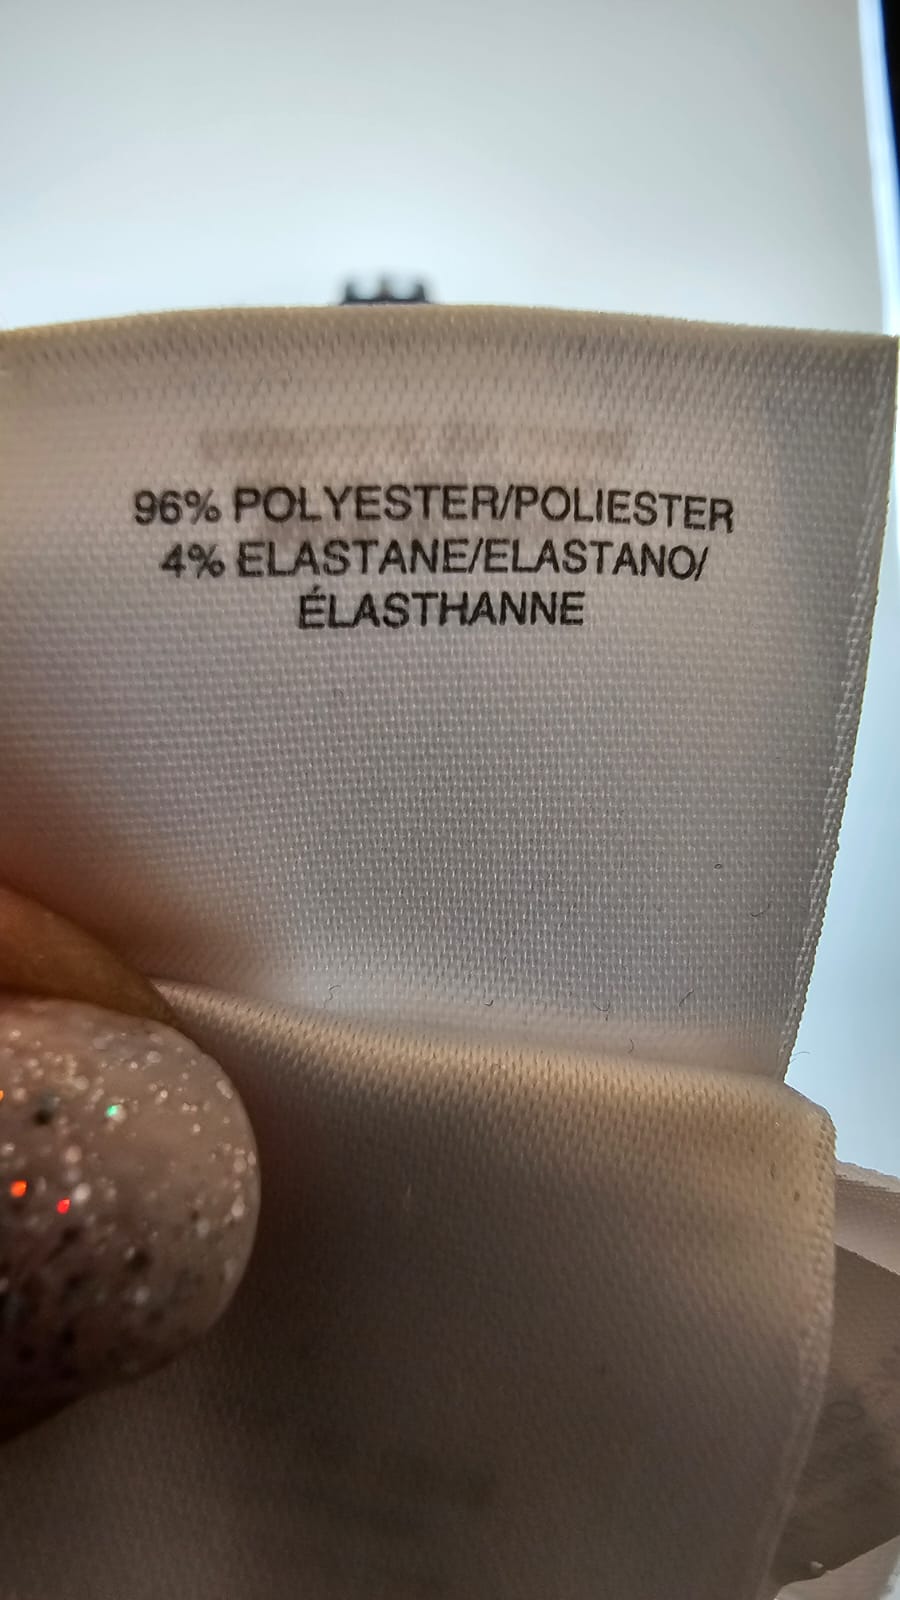 96% POLYESTER/POLIESTER
4% ELASTANE/ELASTANO/
ÉLASTHANNE